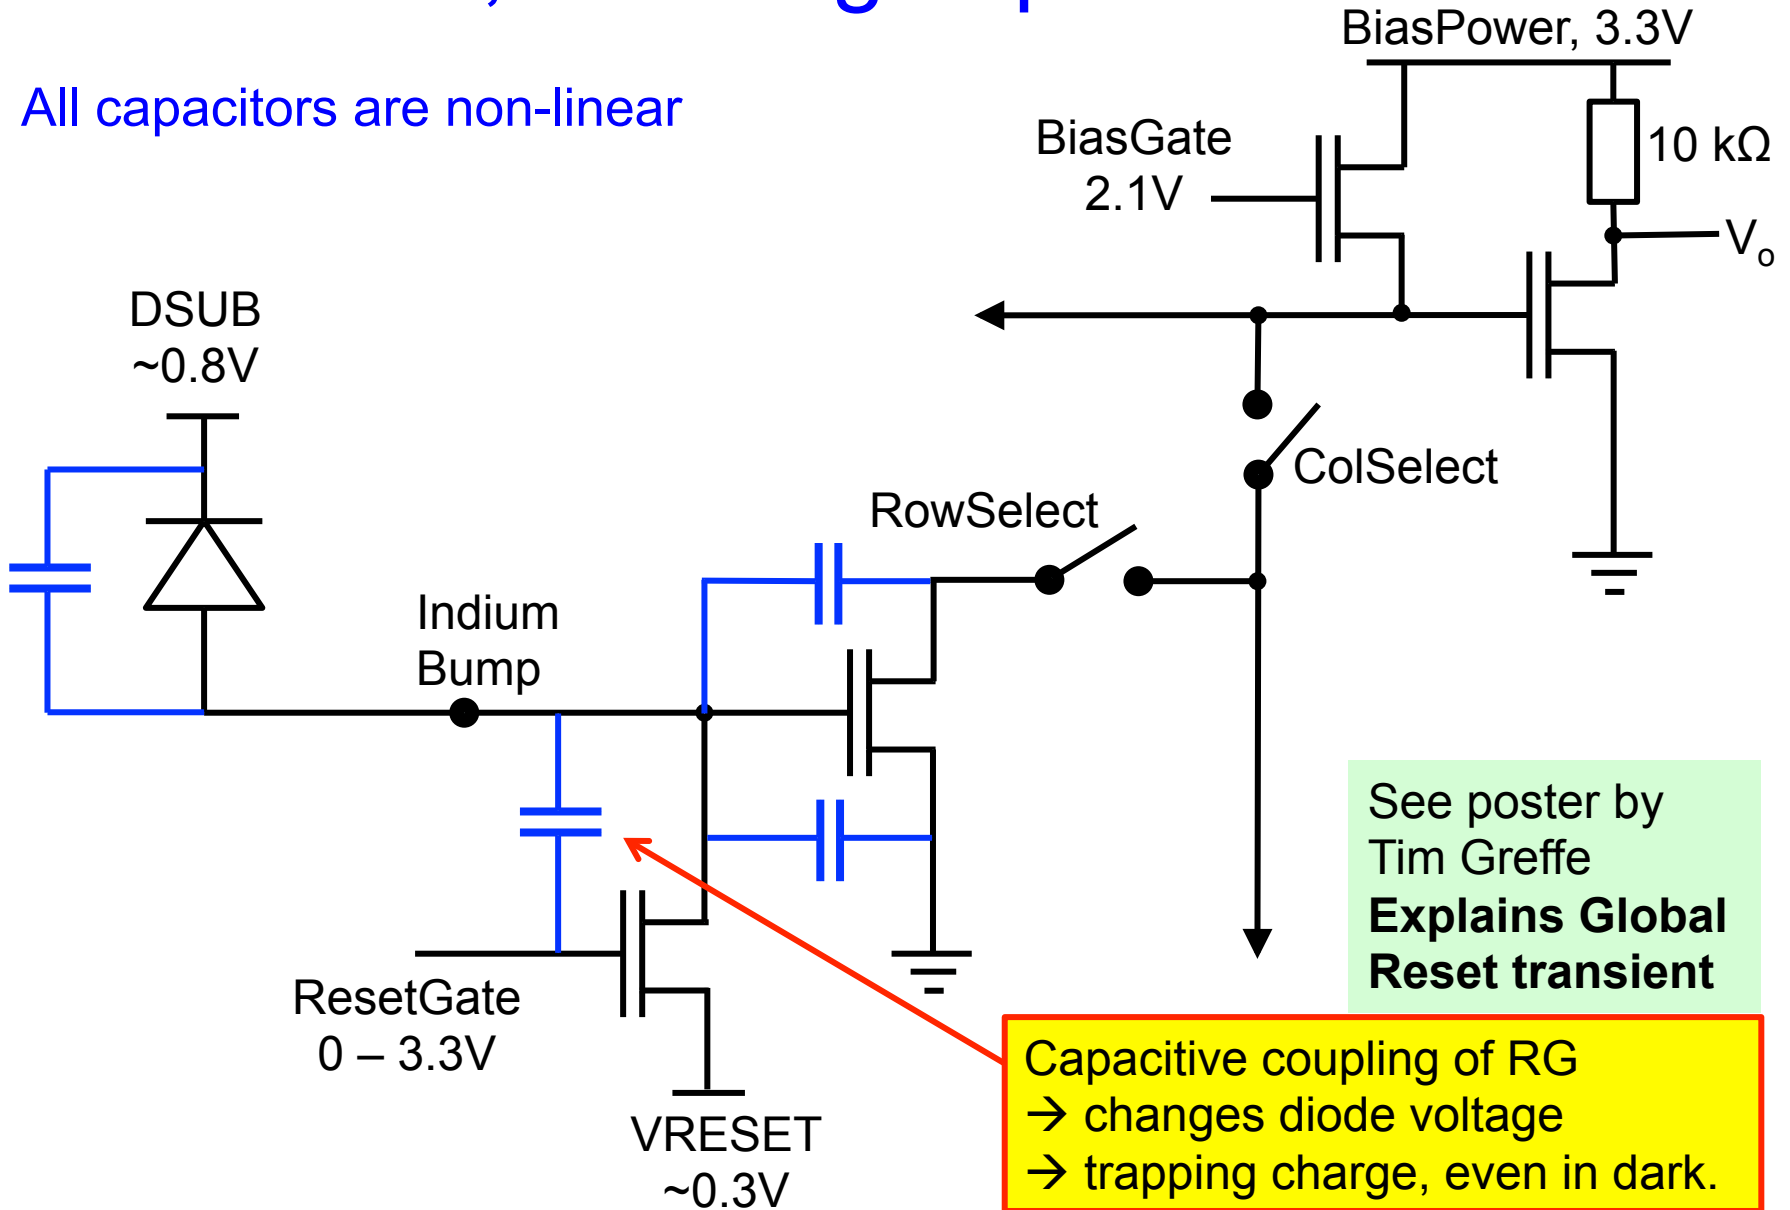 All capacitors are non-linear
BiasPower, 3.3V
BiasGate
2.1V
10 kΩ
Vₒ
DSUB
~0.8V
ColSelect
RowSelect
Indium
Bump
ResetGate
0 – 3.3V
VRESET
~0.3V
See poster by
Tim Greffe
Explains Global
Reset transient
Capacitive coupling of RG
→ changes diode voltage
→ trapping charge, even in dark.